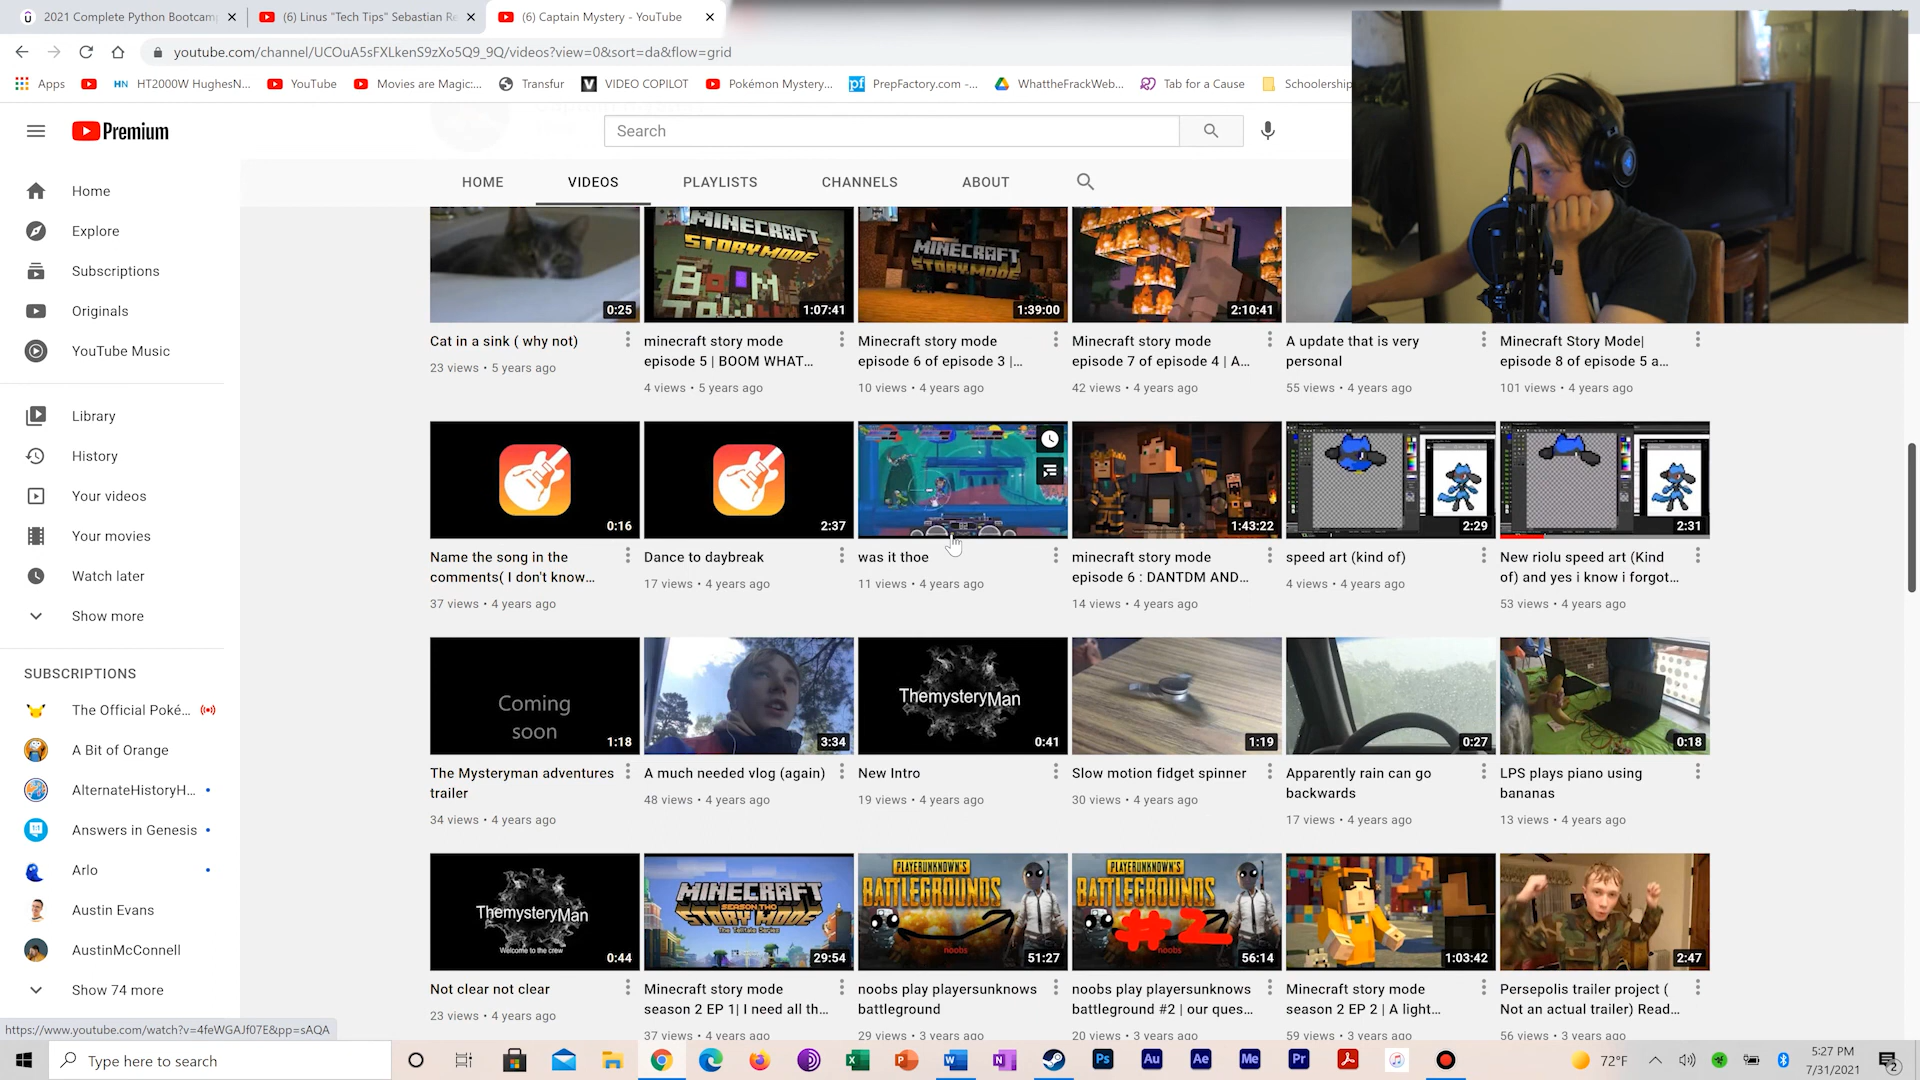 2021 Complete Python Bootcamp
(6) Linus "Tech Tips" Sebastian Re
(6) Captain Mystery - YouTube
youtube.com/channel/UCOuA5sFXLkenS9zXo5Q9_9Q/videos?view=0&sort=da&flow=grid
Apps
HT2000W HughesN...
YouTube
Movies are Magic:...
Transfur
VIDEO COPILOT
Pokémon Mystery...
PrepFactory.com -...
WhattheFrackWeb...
Tab for a Cause
Schoolership
Premium
Search
HOME
VIDEOS
PLAYLISTS
CHANNELS
ABOUT
Home
Explore
Subscriptions
Originals
YouTube Music
Library
History
Your videos
Your movies
Watch later
Show more
SUBSCRIPTIONS
The Official Poké...
A Bit of Orange
AlternateHistoryH...
Answers in Genesis
Arlo
Austin Evans
AustinMcConnell
Show 74 more
0:25
MINECRAFT STORYMODE BOOM TOWN 1:07:41
MINECRAFT STORYMODE 1:39:00
2:10:41
Cat in a sink ( why not)
23 views • 5 years ago
minecraft story mode
episode 5 | BOOM WHAT...
4 views • 5 years ago
Minecraft story mode
episode 6 of episode 3 |...
10 views • 4 years ago
Minecraft story mode
episode 7 of episode 4 | A...
42 views • 4 years ago
A update that is very
personal
55 views • 4 years ago
Minecraft Story Mode|
episode 8 of episode 5 a...
101 views • 4 years ago
0:16
2:37
1:43:22
2:29
2:31
Name the song in the
comments( I don't know...
37 views • 4 years ago
Dance to daybreak
17 views • 4 years ago
was it thoe
11 views • 4 years ago
minecraft story mode
episode 6 : DANTDM AND...
14 views • 4 years ago
speed art (kind of)
4 views • 4 years ago
New riolu speed art (Kind
of) and yes i know i forgot...
53 views • 4 years ago
Coming
soon
1:18
3:34
ThemysteryMan
0:41
1:19
0:27
0:18
The Mysteryman adventures
trailer
34 views • 4 years ago
A much needed vlog (again)
48 views • 4 years ago
New Intro
19 views • 4 years ago
Slow motion fidget spinner
30 views • 4 years ago
Apparently rain can go
backwards
17 views • 4 years ago
LPS plays piano using
bananas
13 views • 4 years ago
ThemysteryMan
Welcome to the crew
0:44
MINECRAFT
SEASON TWO
STORY MODE
The Telltale Series
29:54
PLAYERUNKNOWN'S
BATTLEGROUNDS
noobs
51:27
PLAYERUNKNOWN'S
BATTLEGROUNDS
#2
noobs
56:14
1:03:42
2:47
Not clear not clear
23 views • 4 years ago
Minecraft story mode
season 2 EP 1| I need all th...
37 views • 4 years ago
noobs play playersunknows
battleground
29 views • 3 years ago
noobs play playersunknows
battleground #2 | our ques...
20 views • 3 years ago
Minecraft story mode
season 2 EP 2 | A light...
59 views • 3 years ago
Persepolis trailer project (
Not an actual trailer) Read...
56 views • 3 years ago
https://www.youtube.com/watch?v=4feWGAJf07E&pp=sAQA
Type here to search
72°F
5:27 PM
7/31/2021
2